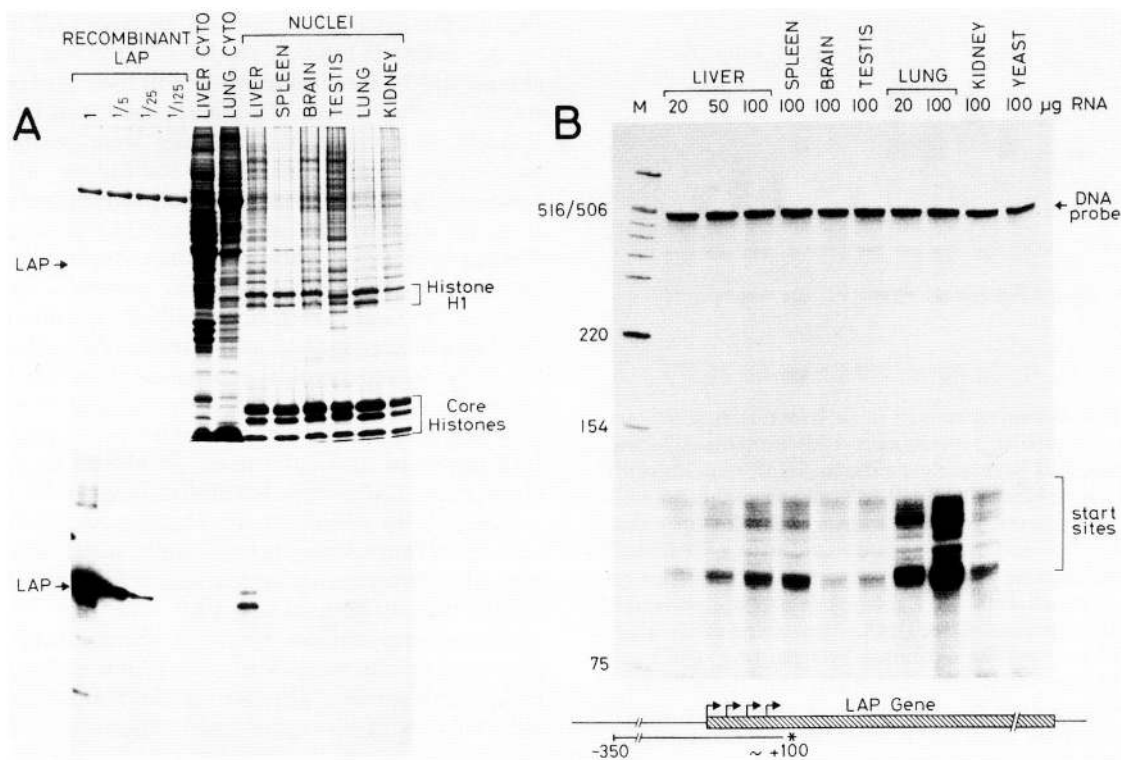 A
RECOMBINANT
LAP
1
1/5
1/25
1/125
LIVER CYTO
LUNG CYTO
NUCLEI
LIVER
SPLEEN
BRAIN
TESTIS
LUNG
KIDNEY
LAP →
Histone
H1
Core
Histones
LAP →
B
M
LIVER
20 50 100
SPLEEN
100
BRAIN
100
TESTIS
100
LUNG
20 100
KIDNEY
100
YEAST
100
µg RNA
516/506
← DNA
probe
220
154
start
sites
75
LAP Gene
-350
~ +100
*